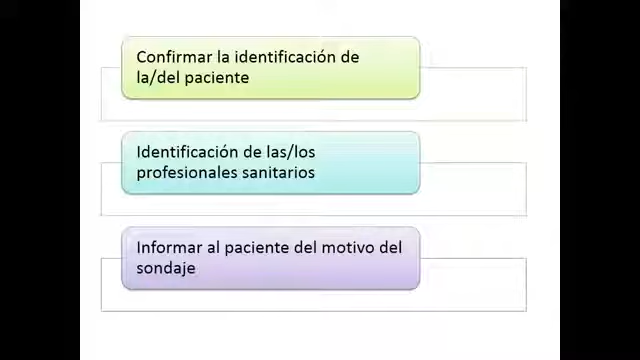 Confirmar la identificación de
la/del paciente
Identificación de las/los
profesionales sanitarios
Informar al paciente del motivo del
sondaje